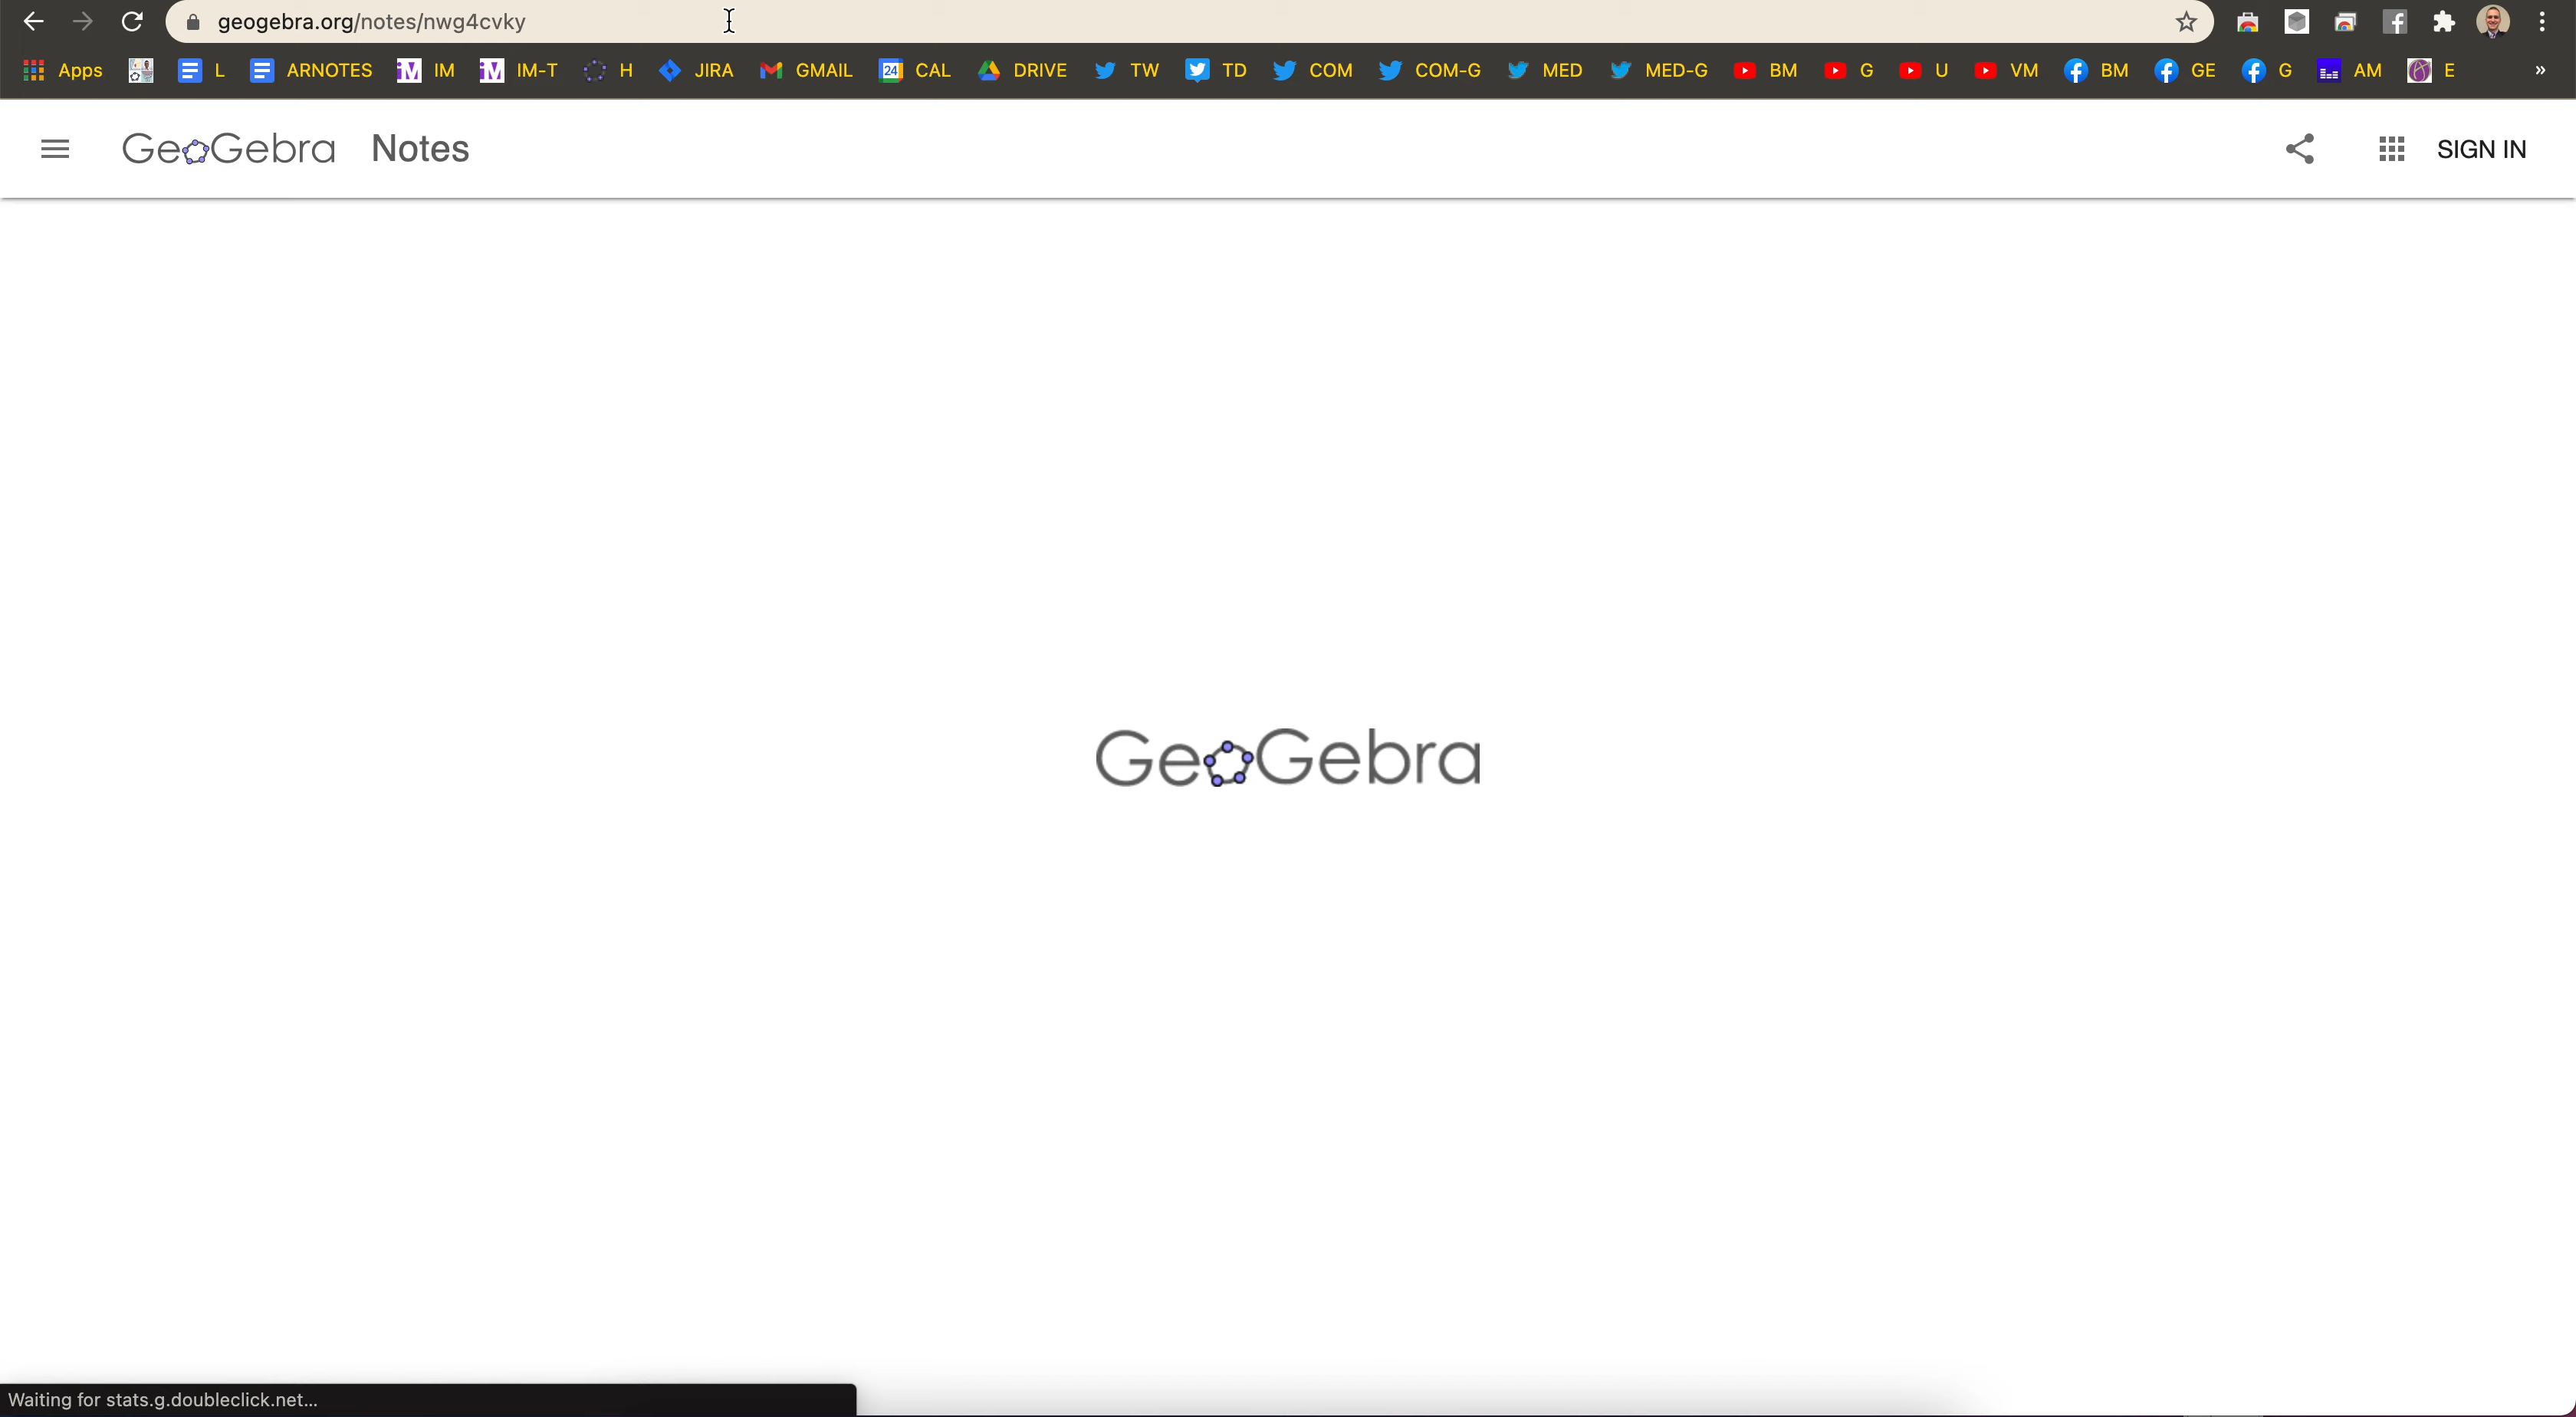 geogebra.org/notes/nwg4cvky
Apps L ARNOTES IM IM-T H JIRA GMAIL 24 CAL DRIVE TW TD COM COM-G MED MED-G BM G U VM BM GE G AM E »
GeoGebra Notes SIGN IN
GeoGebra
Waiting for stats.g.doubleclick.net...